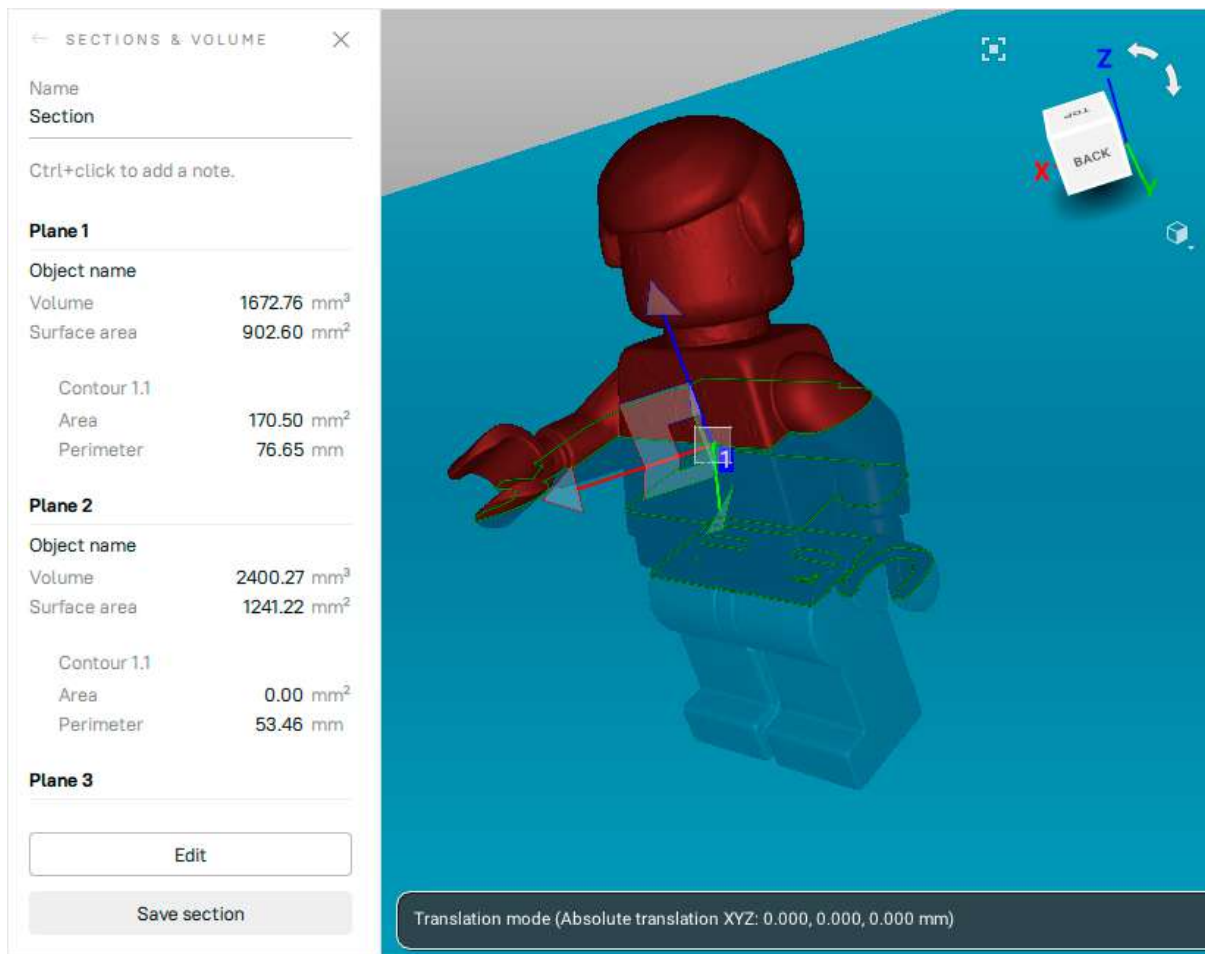 ← SECTIONS & VOLUME ×
Name
Section
Ctrl+click to add a note.
Plane 1
Object name
Volume 1672.76 mm³
Surface area 902.60 mm²
Contour 1.1
Area 170.50 mm²
Perimeter 76.65 mm
Plane 2
Object name
Volume 2400.27 mm³
Surface area 1241.22 mm²
Contour 1.1
Area 0.00 mm²
Perimeter 53.46 mm
Plane 3
Edit
Save section
Z
TOP
BACK
X
Y
1
Translation mode (Absolute translation XYZ: 0.000, 0.000, 0.000 mm)